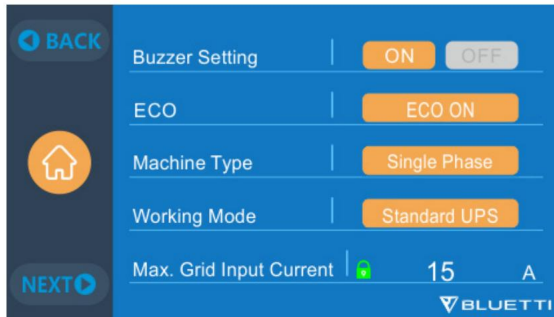 BACK
Buzzer Setting ON OFF
ECO ECO ON
Machine Type Single Phase
Working Mode Standard UPS
Max. Grid Input Current 15 A
NEXT
BLUETTI